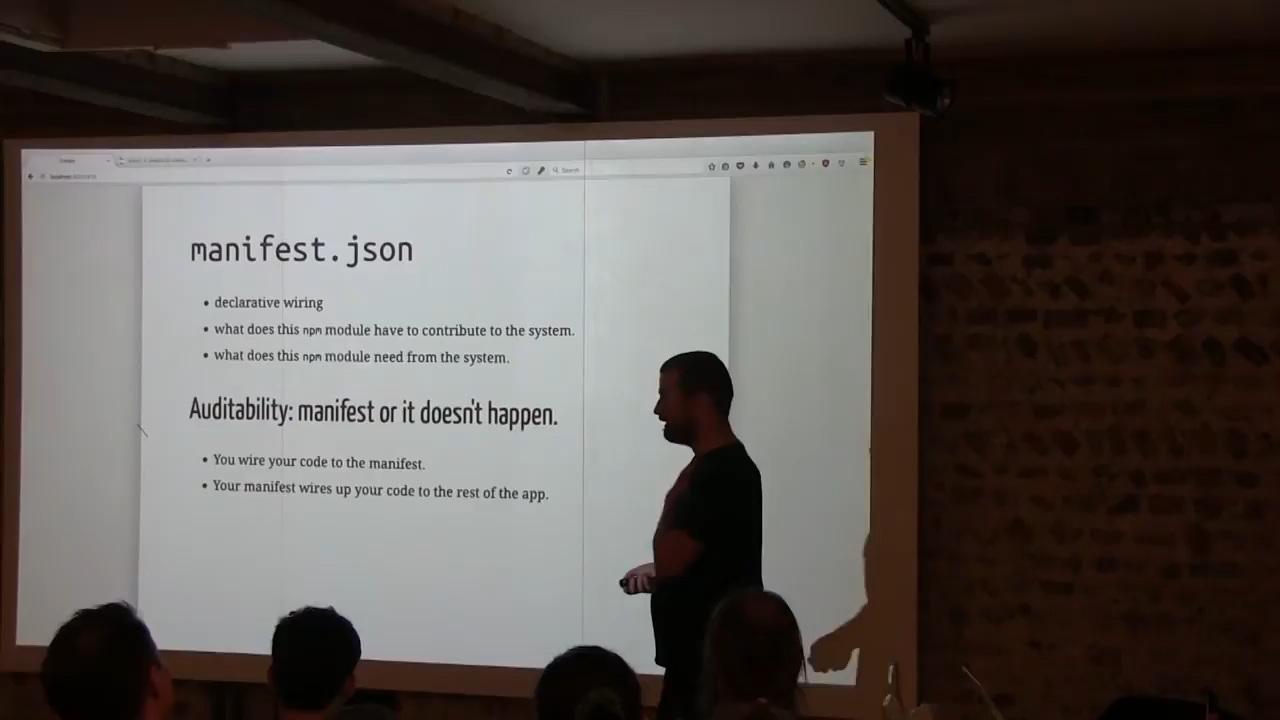 Search
manifest.json
• declarative wiring
• what does this npm module have to contribute to the system.
• what does this npm module need from the system.
Auditability: manifest or it doesn't happen.
• You wire your code to the manifest.
• Your manifest wires up your code to the rest of the app.